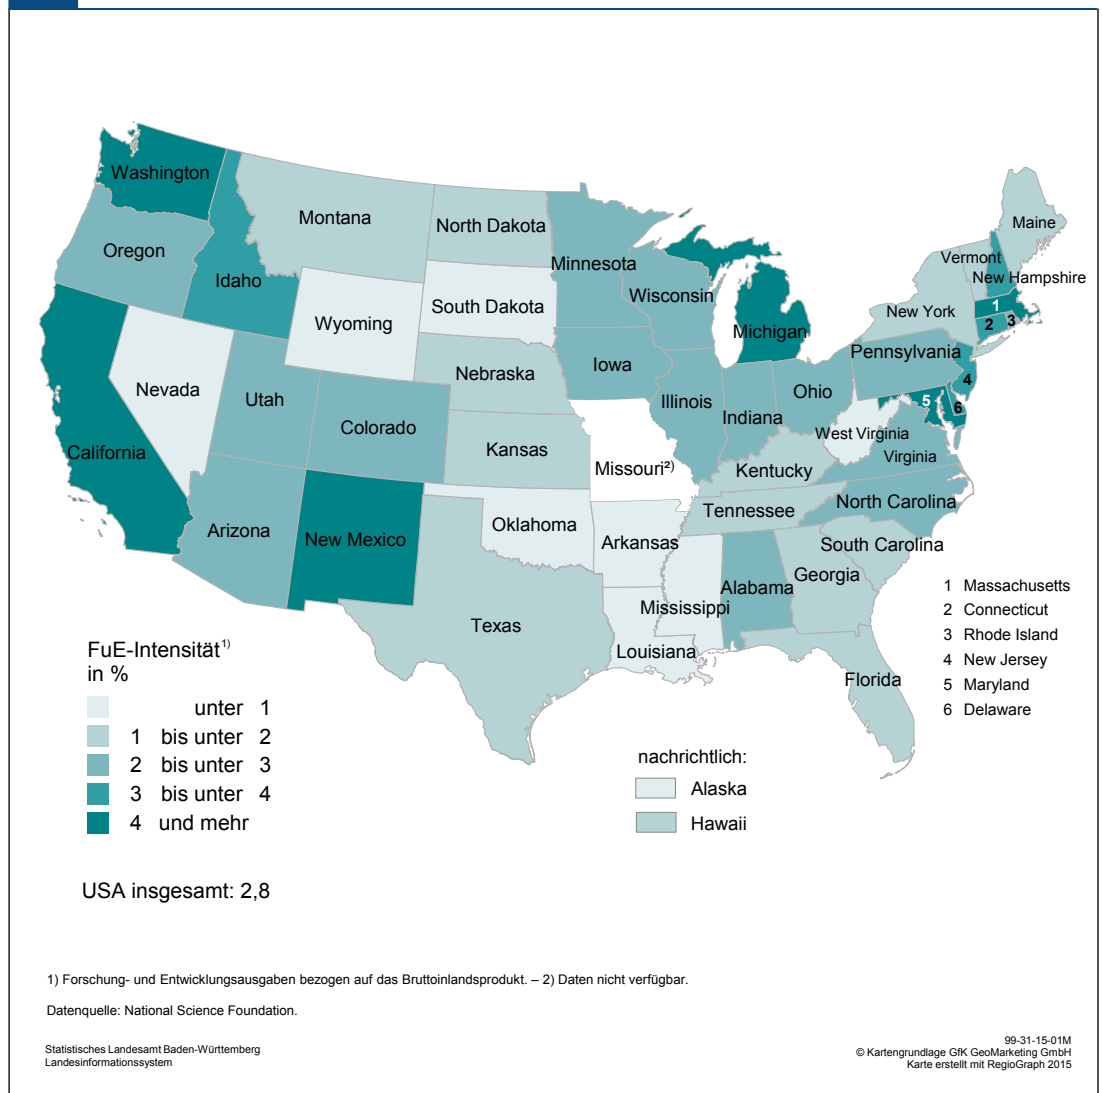 Washington
Montana
North Dakota
Maine
Oregon
Minnesota
Vermont
Idaho
New Hampshire
Wisconsin
South Dakota
1
New York
Wyoming
2
3
Michigan
Pennsylvania
Iowa
Nebraska
4
Nevada
Ohio
Utah
Illinois
5
6
Indiana
Colorado
West Virginia
California
Kansas
Virginia
Missouri²⁾
Kentucky
North Carolina
Tennessee
Oklahoma
Arizona
New Mexico
Arkansas
South Carolina
Georgia
Alabama
Mississippi
Texas
Louisiana
Florida
1 Massachusetts
2 Connecticut
3 Rhode Island
4 New Jersey
5 Maryland
6 Delaware
FuE-Intensität¹⁾
in %
unter 1
1 bis unter 2
2 bis unter 3
3 bis unter 4
4 und mehr
nachrichtlich:
Alaska
Hawaii
USA insgesamt: 2,8
1) Forschung- und Entwicklungsausgaben bezogen auf das Bruttoinlandsprodukt. – 2) Daten nicht verfügbar.
Datenquelle: National Science Foundation.
Statistisches Landesamt Baden-Württemberg
Landesinformationssystem
99-31-15-01M
© Kartengrundlage GfK GeoMarketing GmbH
Karte erstellt mit RegioGraph 2015